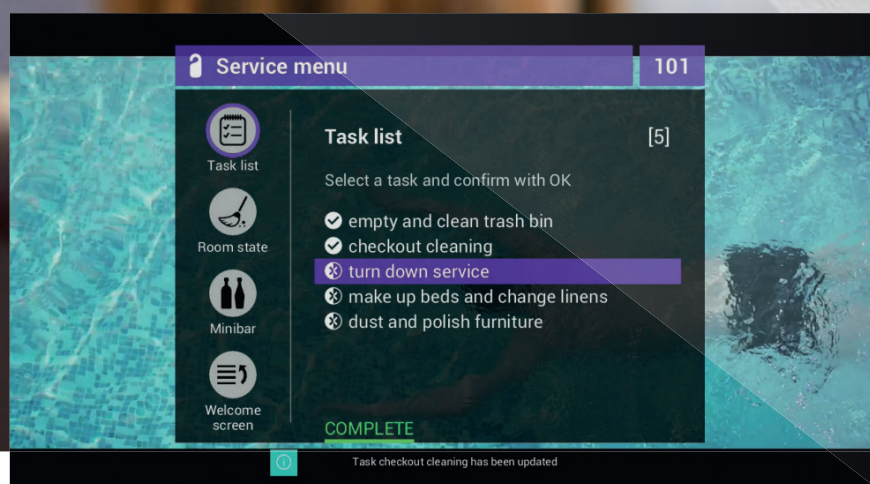 Service menu 101
Task list
Room state
Minibar
Welcome
screen
Task list [5]
Select a task and confirm with OK
empty and clean trash bin
checkout cleaning
turn down service
make up beds and change linens
dust and polish furniture
COMPLETE
Task checkout cleaning has been updated